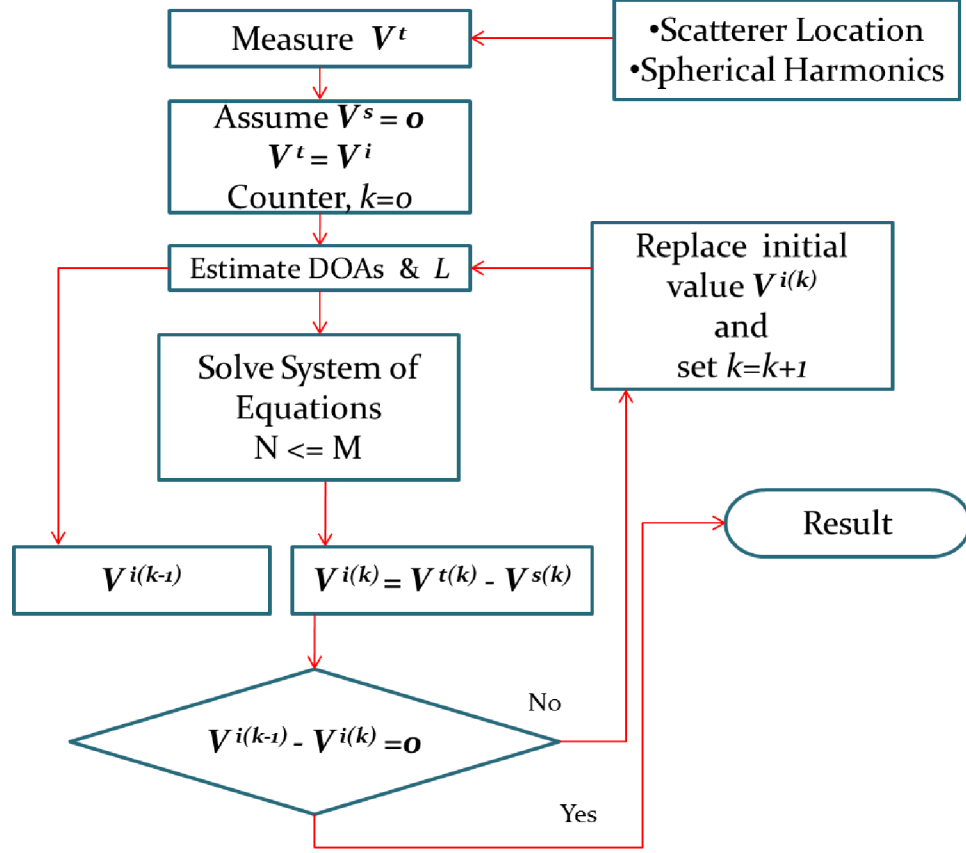 Measure V^t
•Scatterer Location
•Spherical Harmonics
Assume V^s = 0
V^t = V^i
Counter, k=0
Estimate DOAs & L
Replace initial
value V^i(k)
and
set k=k+1
Solve System of
Equations
N <= M
Result
V^i(k-1)
V^i(k) = V^t(k) - V^s(k)
No
V^i(k-1) - V^i(k) =0
Yes